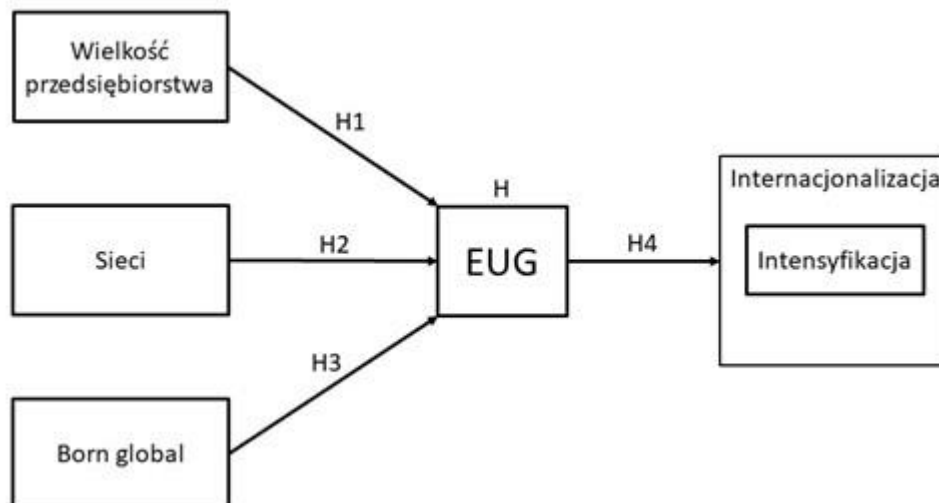 Wielkość
przedsiębiorstwa
H1
Sieci
H2
H
EUG
H4
Internacjonalizacja
Intensyfikacja
H3
Born global